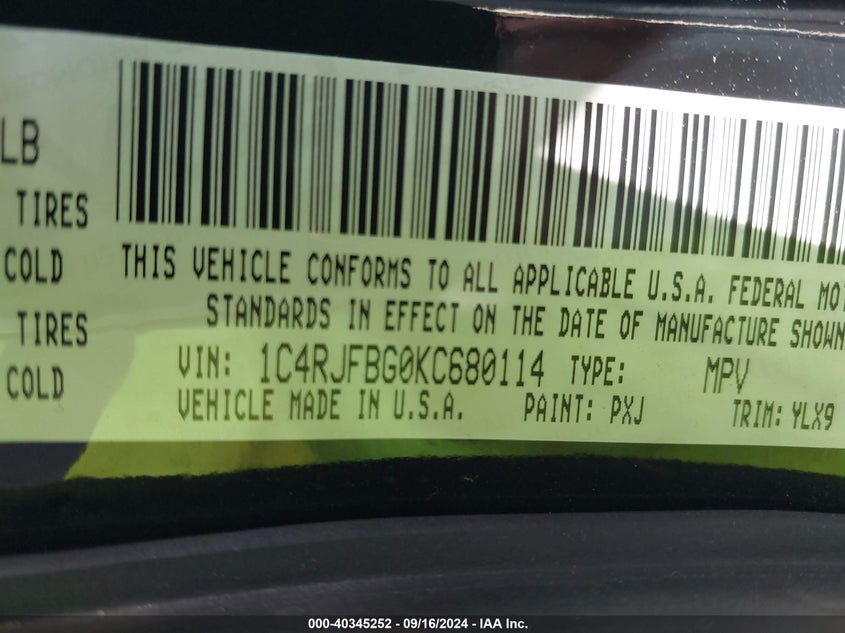 LB
TIRES
COLD
TIRES
COLD
THIS VEHICLE CONFORMS TO ALL APPLICABLE U.S.A. FEDERAL MOT
STANDARDS IN EFFECT ON THE DATE OF MANUFACTURE SHOWN
VIN: 1C4RJFBG0KC680114 TYPE: MPV
VEHICLE MADE IN U.S.A. PAINT: PXJ TRIM: YLX9
000-40345252 - 09/16/2024 - IAA Inc.